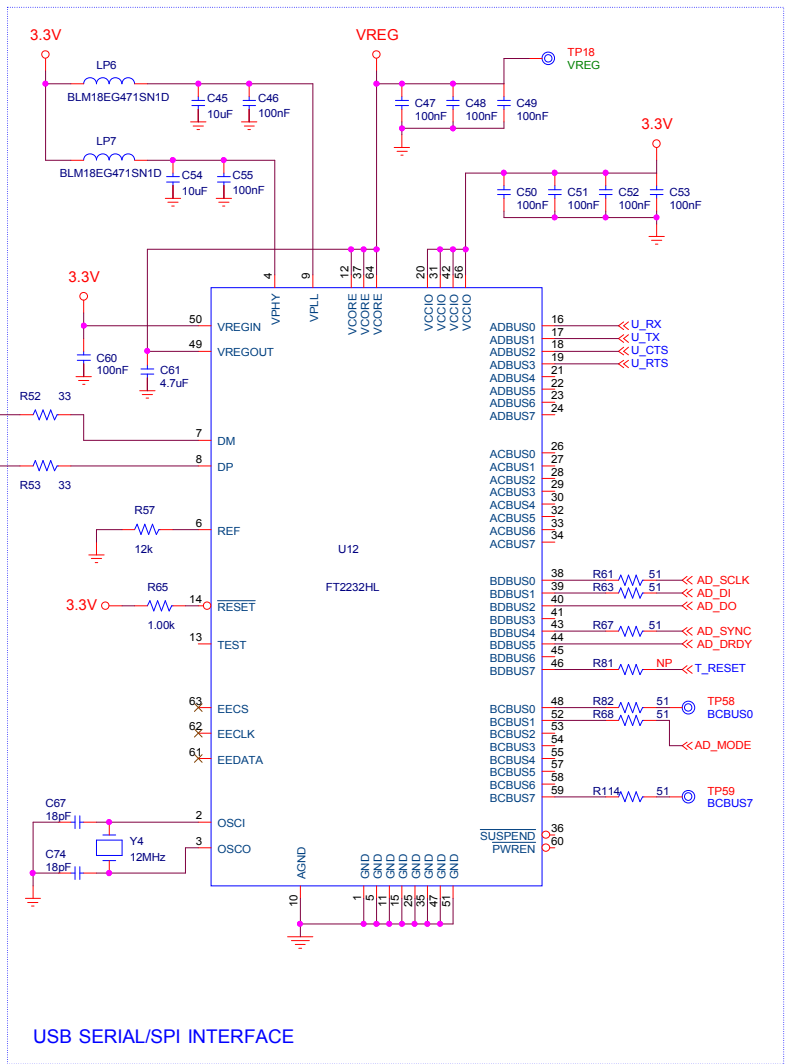 3.3V
VREG
LP6
BLM18EG471SN1D
C45
10uF
C46
100nF
C47
100nF
C48
100nF
C49
100nF
TP18
VREG
LP7
BLM18EG471SN1D
C54
10uF
C55
100nF
3.3V
C50
100nF
C51
100nF
C52
100nF
C53
100nF
4
9
12
37
64
20
31
42
56
VPHY
VPLL
VCORE
VCORE
VCORE
VCCIO
VCCIO
VCCIO
VCCIO
3.3V
50
VREGIN
49
VREGOUT
C60
100nF
C61
4.7uF
R52 33
7
DM
8
DP
R53 33
R57
12k
6
REF
R65
1.00k
3.3V
14
RESET
13
TEST
63
EECS
62
EECLK
61
EEDATA
C67
18pF
2
OSCI
Y4
12MHz
3
OSCO
C74
18pF
U12
FT2232HL
ADBUS0 16 U_RX
ADBUS1 17 U_TX
ADBUS2 18 U_CTS
ADBUS3 19 U_RTS
ADBUS4 21
ADBUS5 22
ADBUS6 23
ADBUS7 24
ACBUS0 26
ACBUS1 27
ACBUS2 28
ACBUS3 29
ACBUS4 30
ACBUS5 32
ACBUS6 33
ACBUS7 34
BDBUS0 38 R61 51 AD_SCLK
BDBUS1 39 R63 51 AD_DI
BDBUS2 40 AD_DO
BDBUS3 41
BDBUS4 43 R67 51 AD_SYNC
BDBUS5 44 AD_DRDY
BDBUS6 45
BDBUS7 46 R81 NP T_RESET
BCBUS0 48 R82 51 TP58
BCBUS0
BCBUS1 52 R68 51 AD_MODE
BCBUS2 53
BCBUS3 54
BCBUS4 55
BCBUS5 57
BCBUS6 58
BCBUS7 59 R114 51 TP59
BCBUS7
SUSPEND 36
PWREN 60
AGND
GND
GND
GND
GND
GND
GND
GND
GND
10
1
5
11
15
25
35
47
51
USB SERIAL/SPI INTERFACE